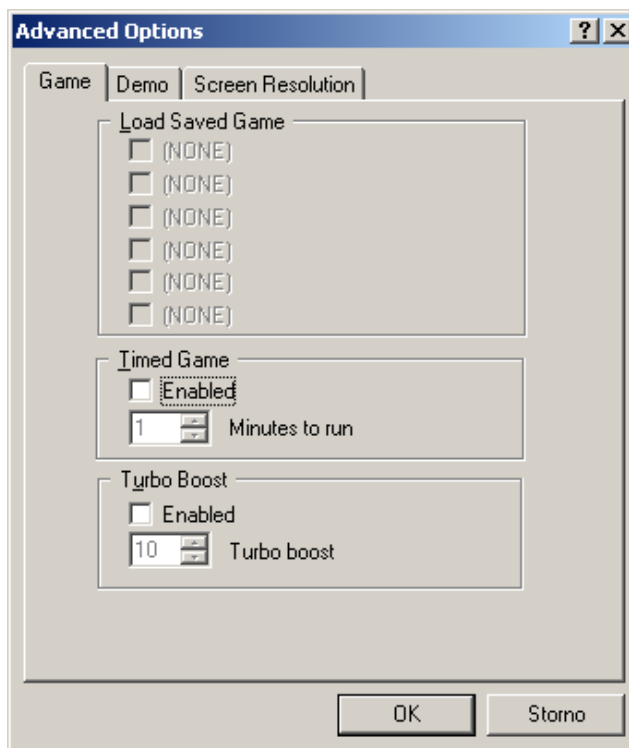 Advanced Options
Game Demo Screen Resolution
Load Saved Game
(NONE)
(NONE)
(NONE)
(NONE)
(NONE)
(NONE)
Timed Game
Enabled
1 Minutes to run
Turbo Boost
Enabled
10 Turbo boost
OK Storno